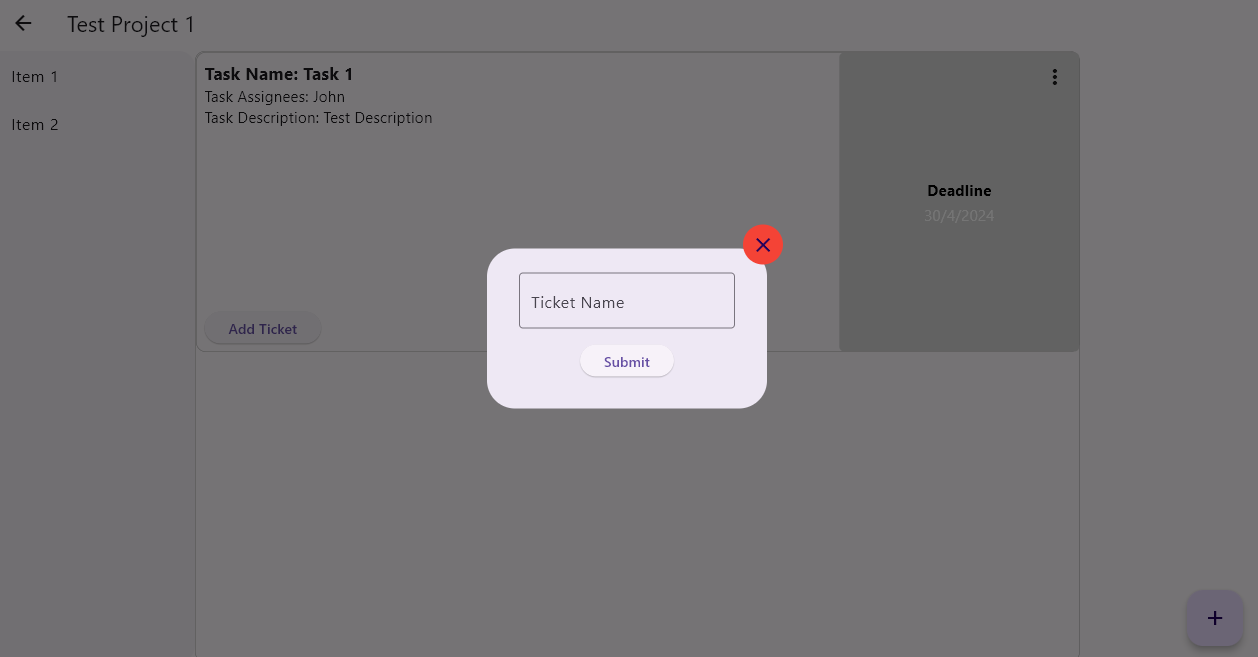 Test Project 1
Item 1
Item 2
Task Name: Task 1
Task Assignees: John
Task Description: Test Description
Add Ticket
Deadline
30/4/2024
Ticket Name
Submit